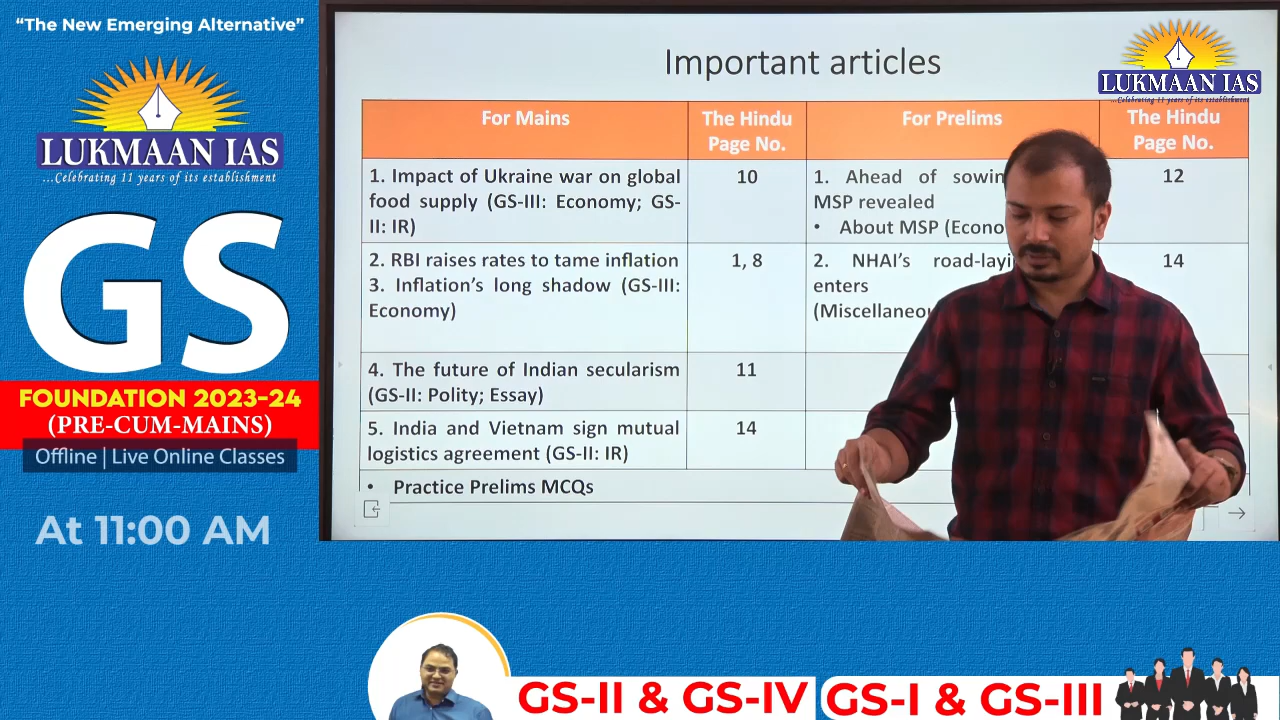 “The New Emerging Alternative”
LUKMAAN IAS
...Celebrating 11 years of its establishment
GS
FOUNDATION 2023-24
(PRE-CUM-MAINS)
Offline | Live Online Classes
At 11:00 AM
Important articles
LUKMAAN IAS
...Celebrating 11 years of its establishment
For Mains
The Hindu
Page No.
For Prelims
The Hindu
Page No.
1. Impact of Ukraine war on global
food supply (GS-III: Economy; GS-
II: IR)
10
1. Ahead of
MSP revealed
• About MSP
12
2. RBI raises rates to tame inflation
3. Inflation’s long shadow (GS-III:
Economy)
1, 8
2. NHAI’s
enters
14
4. The future of Indian secularism
(GS-II: Polity; Essay)
11
5. India and Vietnam sign mutual
logistics agreement (GS-II: IR)
14
• Practice Prelims MCQs
GS-II & GS-IV
GS-I & GS-III